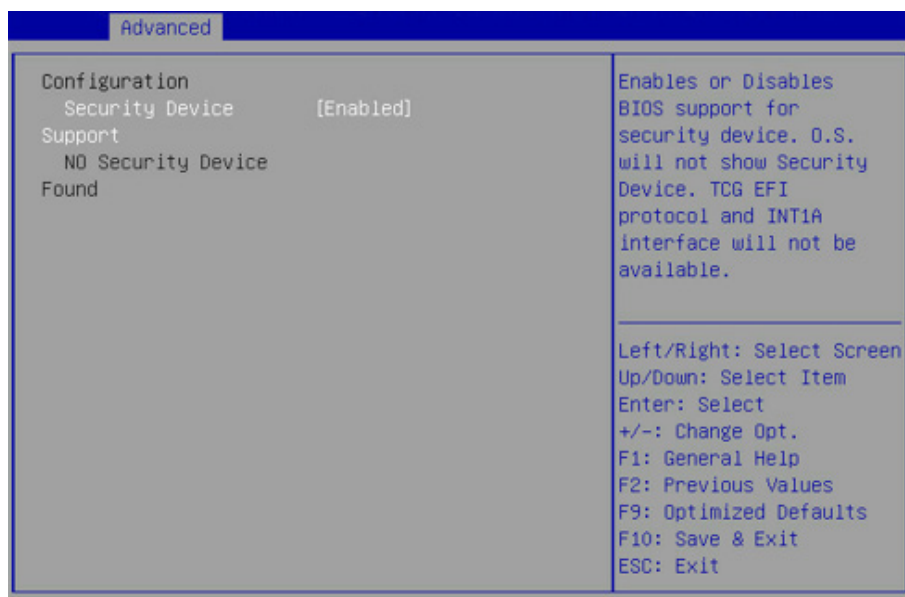 Advanced
Configuration
Security Device [Enabled]
Support
NO Security Device
Found
Enables or Disables
BIOS support for
security device. O.S.
will not show Security
Device. TCG EFI
protocol and INT1A
interface will not be
available.
Left/Right: Select Screen
Up/Down: Select Item
Enter: Select
+/-: Change Opt.
F1: General Help
F2: Previous Values
F9: Optimized Defaults
F10: Save & Exit
ESC: Exit